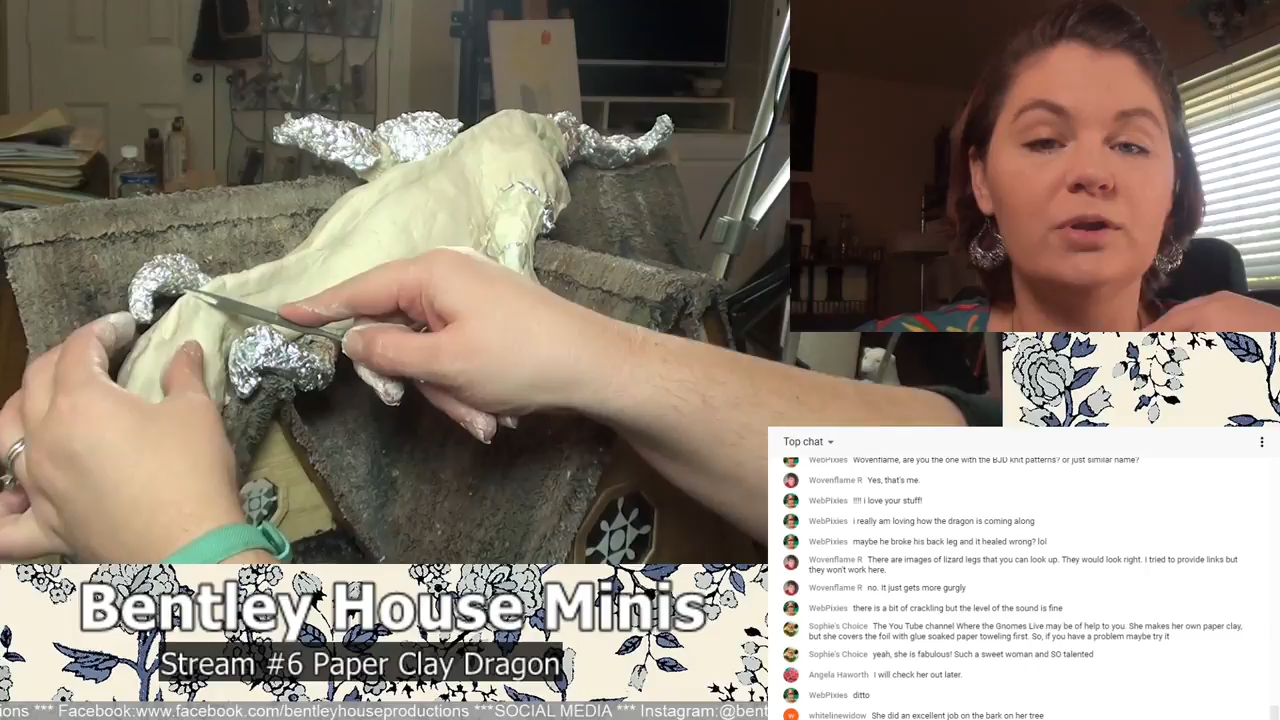 Top chat
WebPixies Wovenflame, are you the one with the BJD knit patterns? or just similar name?
Wovenflame R Yes, that's me.
WebPixies !!!! i love your stuff!
WebPixies i really am loving how the dragon is coming along
WebPixies maybe he broke his back leg and it healed wrong? lol
Wovenflame R There are images of lizard legs that you can look up. They would look right. I tried to provide links but
they won't work here.
Wovenflame R no. It just gets more gurgly
WebPixies there is a bit of crackling but the level of the sound is fine
Sophie's Choice The You Tube channel Where the Gnomes Live may be of help to you. She makes her own paper clay,
but she covers the foil with glue soaked paper toweling first. So, if you have a problem maybe try it
Sophie's Choice yeah, she is fabulous! Such a sweet woman and SO talented
Angela Haworth I will check her out later.
WebPixies ditto
W whitelinewidow She did an excellent job on the bark on her tree
Bentley House Minis
Stream #6 Paper Clay Dragon
ions *** Facebook:www.facebook.com/bentleyhouseproductions ***SOCIAL MEDIA *** Instagram:@bent